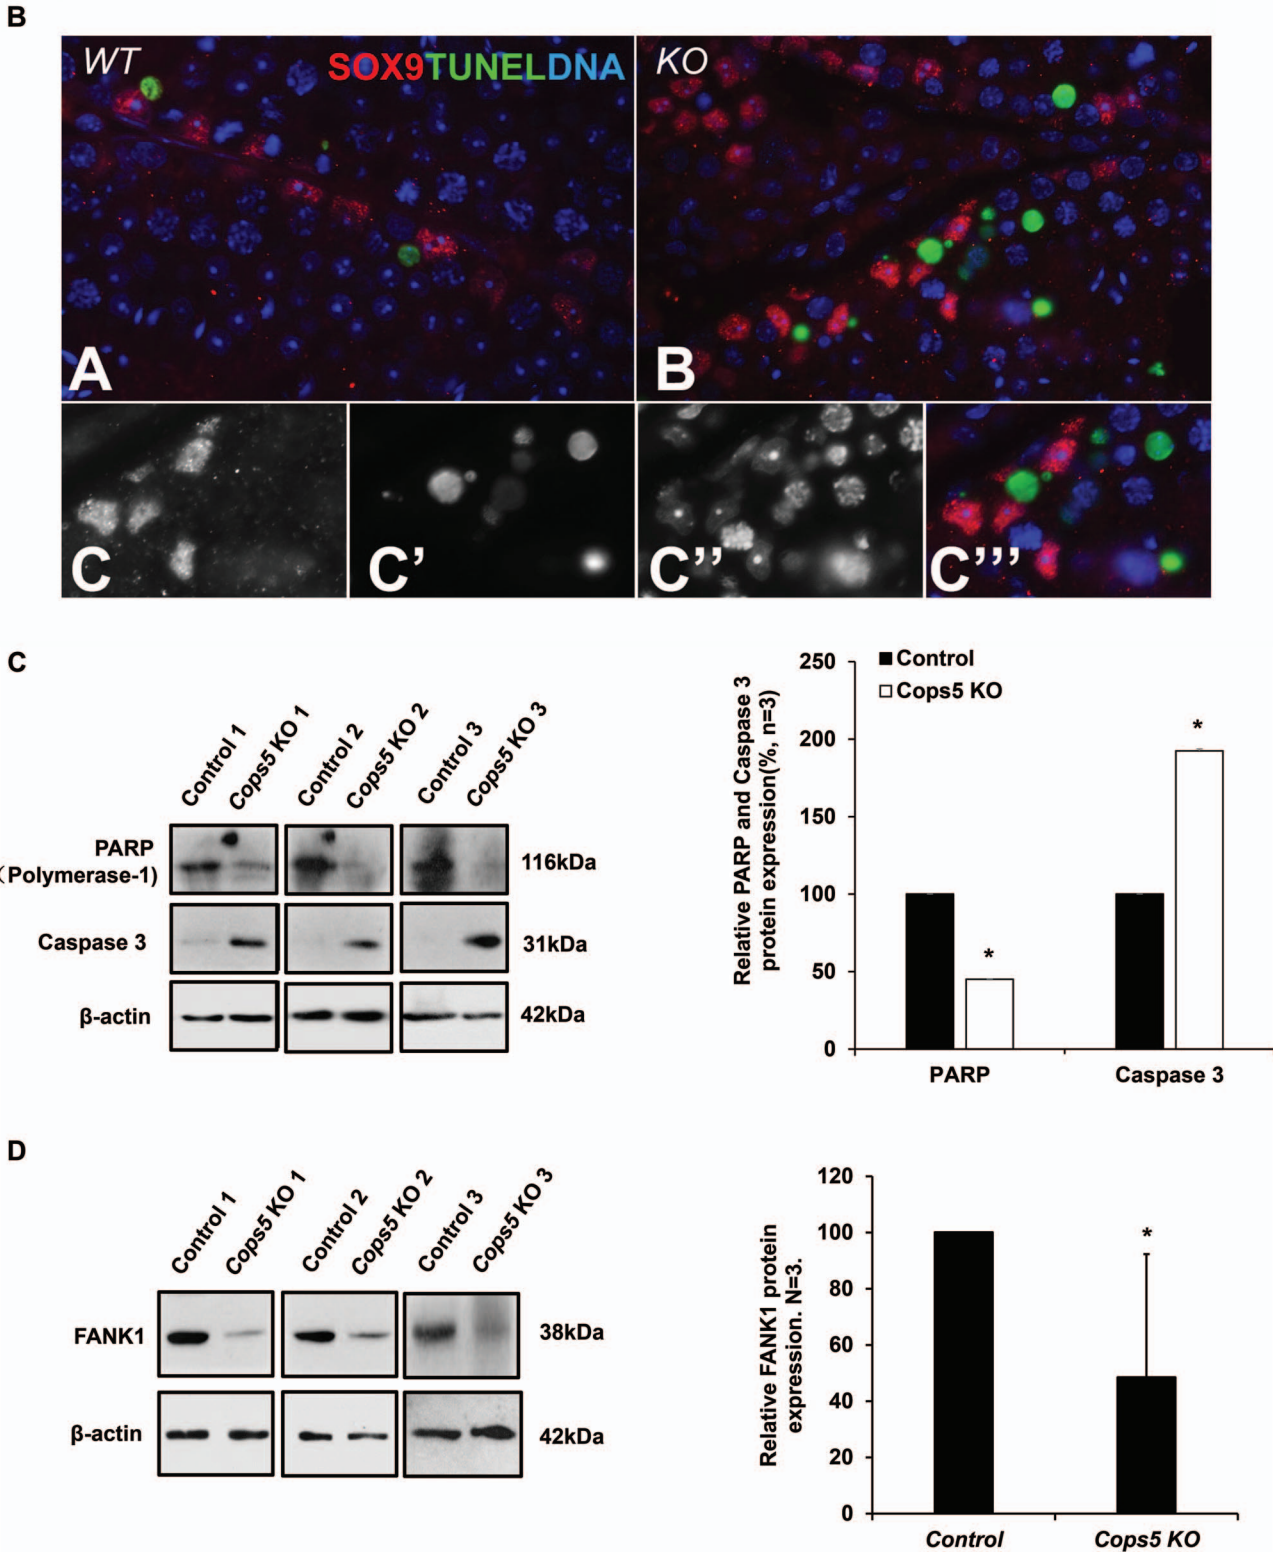 B
WT
SOX9TUNELDNA
KO
A
B
C
C’
C’’
C’’’
C
Control 1
Cops5 KO 1
Control 2
Cops5 KO 2
Control 3
Cops5 KO 3
PARP
(Polymerase-1)
116kDa
Caspase 3
31kDa
β-actin
42kDa
Relative PARP and Caspase 3
protein expression(%, n=3)
250
200
150
100
50
0
Control
Cops5 KO
*
*
PARP
Caspase 3
D
Control 1
Cops5 KO 1
Control 2
Cops5 KO 2
Control 3
Cops5 KO 3
FANK1
38kDa
β-actin
42kDa
Relative FANK1 protein
expression. N=3.
120
100
80
60
40
20
0
*
Control
Cops5 KO